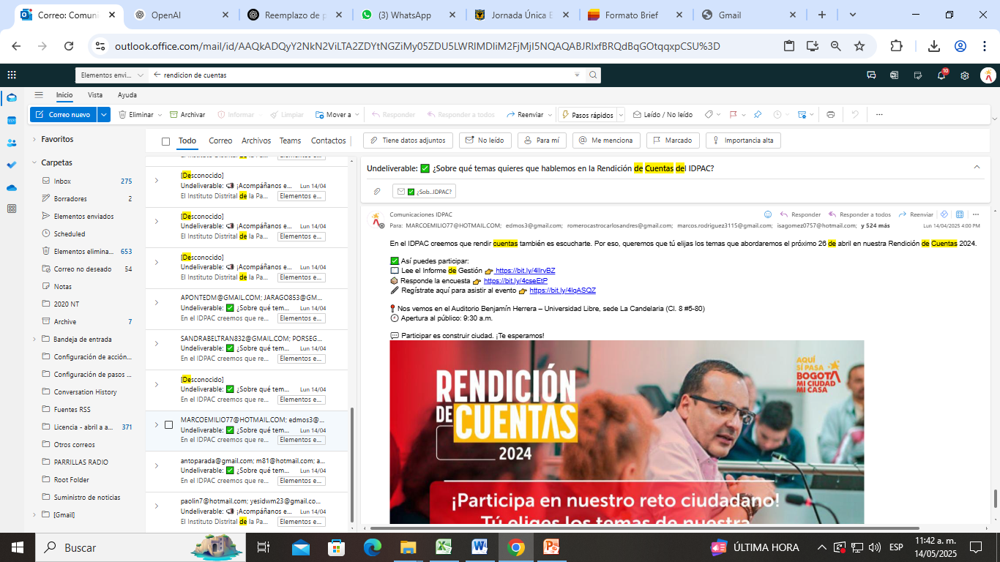 Correo: Comuni
OpenAI
Reemplazo de p
(3) WhatsApp
Jornada Única E
Formato Brief
Gmail
outlook.office.com/mail/id/AAQkADQyY2NkN2ViLTA2ZDYtNGZiMy05ZDU5LWRlMDliM2FjMjI5NQAQABJRlxfBRQdBqGOtqqxpCSU%3D
Elementos envi...
rendicion de cuentas
10
Inicio
Vista
Ayuda
Correo nuevo
Eliminar
Archivar
Informar
Limpiar
Mover a
Responder
Responder a todos
Reenviar
Pasos rápidos
Leído / No leído
Favoritos
Carpetas
Inbox 275
Borradores 2
Elementos enviados
Scheduled
Elementos elimina... 653
Correo no deseado 54
Notas
2020 NT
Archive 7
Bandeja de entrada
Configuración de acción...
Configuración de pasos ...
Conversation History
Fuentes RSS
Licencia - abril a a... 371
Otros correos
PARRILLAS RADIO
Root Folder
Suministro de noticias
[Gmail]
Todo
Correo
Archivos
Teams
Contactos
Tiene datos adjuntos
No leído
Para mí
Me menciona
Marcado
Importancia alta
El Instituto Distrital de la Pa... Elementos e...
[Desconocido]
Undeliverable: 📢 ¡Acompáñanos e... Lun 14/04
El Instituto Distrital de la Pa... Elementos e...
[Desconocido]
Undeliverable: 📢 ¡Acompáñanos e... Lun 14/04
El Instituto Distrital de la Pa... Elementos e...
[Desconocido]
Undeliverable: 📢 ¡Acompáñanos e... Lun 14/04
El Instituto Distrital de la Pa... Elementos e...
APONTEDM@GMAIL.COM; JARAGO853@GM...
Undeliverable: ✅ ¿Sobre qué tem... Lun 14/04
En el IDPAC creemos que re... Elementos e...
SANDRABELTRAN832@GMAIL.COM; PORSEG...
Undeliverable: ✅ ¿Sobre qué tem... Lun 14/04
En el IDPAC creemos que re... Elementos e...
[Desconocido]
Undeliverable: ✅ ¿Sobre qué tem... Lun 14/04
En el IDPAC creemos que re... Elementos e...
MARCOEMILIO77@HOTMAIL.COM; edmos3@...
Undeliverable: ✅ ¿Sobre qué tem... Lun 14/04
En el IDPAC creemos que re... Elementos e...
antoparada@gmail.com; m81@hotmail.com; a...
Undeliverable: ✅ ¿Sobre qué tem... Lun 14/04
En el IDPAC creemos que re... Elementos e...
paolin7@hotmail.com; yesidwm23@gmail.co...
Undeliverable: 📢 ¡Acompáñanos e... Lun 14/04
El Instituto Distrital de la Pa... Elementos e...
Undeliverable: ✅ ¿Sobre qué temas quieres que hablemos en la Rendición de Cuentas del IDPAC?
✅ ¿Sob...IDPAC?
Comunicaciones IDPAC
Responder
Responder a todos
Reenviar
Para: MARCOEMILIO77@HOTMAIL.COM; edmos3@gmail.com; romerocastrocarlosandres@gmail.com; marcos.rodriguez3115@gmail.com; isagomez0757@hotmail.com; y 524 más
Lun 14/04/2025 4:00 PM
En el IDPAC creemos que rendir cuentas también es escucharte. Por eso, queremos que tú elijas los temas que abordaremos el próximo 26 de abril en nuestra Rendición de Cuentas 2024.
✅ Así puedes participar:
📖 Lee el Informe de Gestión 👉 https://bit.ly/4llrvBZ
🗳 Responde la encuesta 👉 https://bit.ly/4cseEtP
🖊 Regístrate aquí para asistir al evento 👉 https://bit.ly/4lqASQZ
📍 Nos vemos en el Auditorio Benjamín Herrera – Universidad Libre, sede La Candelaria (Cl. 8 #5-80)
🕘 Apertura al público: 9:30 a.m.
💬 Participar es construir ciudad. ¡Te esperamos!
RENDICIÓN
DE CUENTAS
2024
AQUÍ
SÍ PASA
BOGOTÁ
MI CIUDAD
MI CASA
¡Participa en nuestro reto ciudadano!
Tú eliges los temas de nuestra
Buscar
ÚLTIMA HORA
ESP
11:42 a. m.
14/05/2025